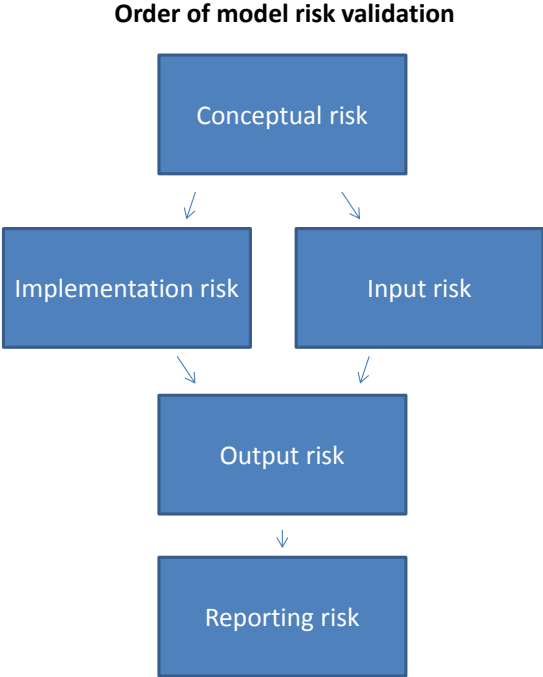 Order of model risk validation
Conceptual risk
Implementation risk
Input risk
Output risk
Reporting risk